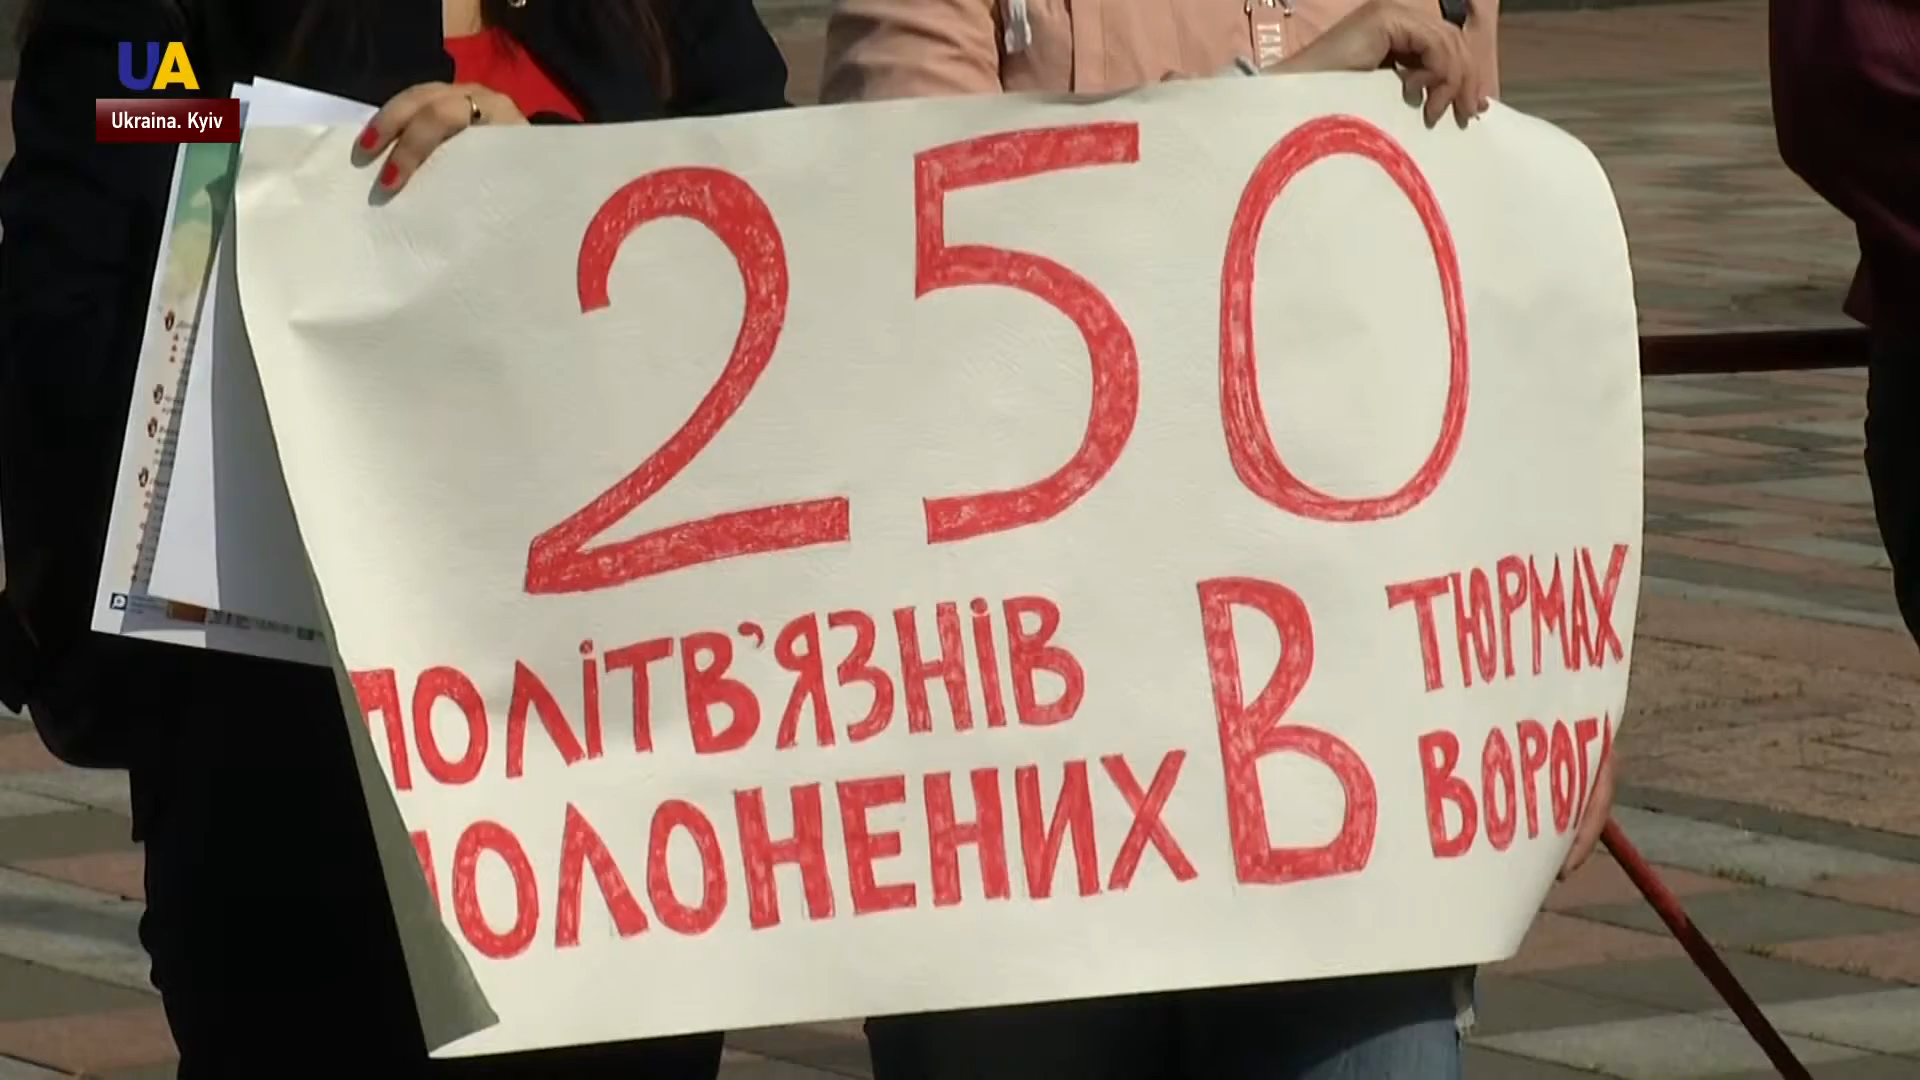 UA
Ukraina. Kyiv
250
ПОЛІТВ'ЯЗНІВ
ПОЛОНЕНИХ
В
ТЮРМАХ
ВОРОГА